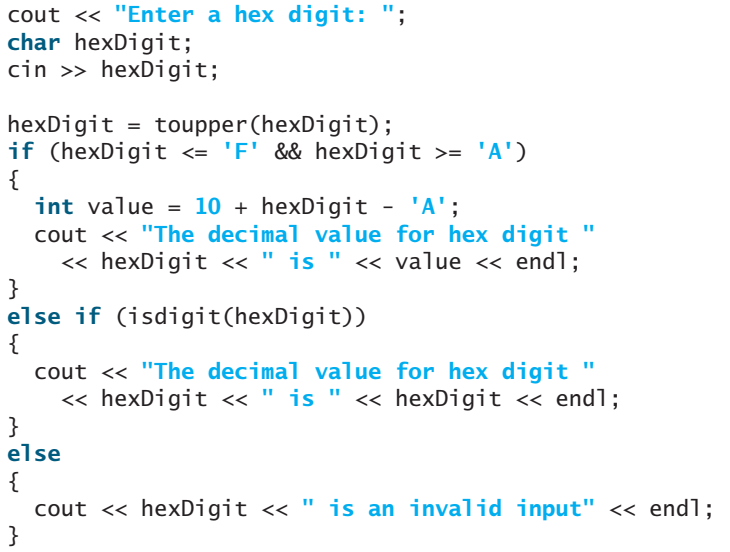 cout << "Enter a hex digit: ";
char hexDigit;
cin >> hexDigit;

hexDigit = toupper(hexDigit);
if (hexDigit <= 'F' && hexDigit >= 'A')
{
  int value = 10 + hexDigit - 'A';
  cout << "The decimal value for hex digit "
    << hexDigit << " is " << value << endl;
}
else if (isdigit(hexDigit))
{
  cout << "The decimal value for hex digit "
    << hexDigit << " is " << hexDigit << endl;
}
else
{
  cout << hexDigit << " is an invalid input" << endl;
}